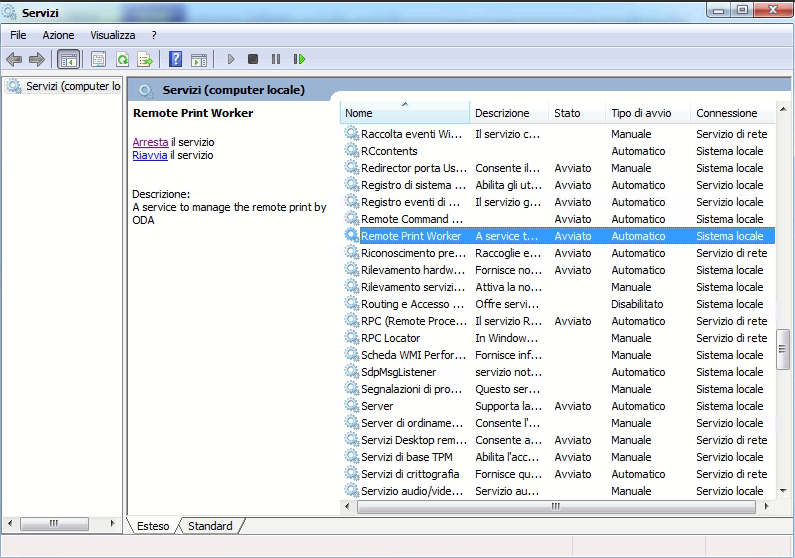 Servizi
File Azione Visualizza ?
Servizi (computer lo
Servizi (computer locale)
Remote Print Worker
Arresta il servizio
Riavvia il servizio
Descrizione:
A service to manage the remote print by
ODA
Nome Descrizione Stato Tipo di avvio Connessione
Raccolta eventi Wi... Il servizio c... Manuale Servizio di rete
RCcontents Automatico Sistema locale
Redirector porta Us... Consente il... Avviato Manuale Sistema locale
Registro di sistema ... Abilita gli ut... Avviato Automatico Servizio locale
Registro eventi di ... Il servizio g... Avviato Automatico Servizio locale
Remote Command ... Avviato Automatico Sistema locale
Remote Print Worker A service t... Avviato Automatico Sistema locale
Riconoscimento pre... Raccoglie e... Avviato Automatico Servizio di rete
Rilevamento hardw... Fornisce no... Avviato Automatico Sistema locale
Rilevamento servizi... Attiva la no... Manuale Sistema locale
Routing e Accesso ... Offre servi... Disabilitato Sistema locale
RPC (Remote Proce... Il servizio R... Avviato Automatico Servizio di rete
RPC Locator In Window... Manuale Servizio di rete
Scheda WMI Perfor... Fornisce inf... Manuale Sistema locale
SdpMsgListener servizio not... Automatico Sistema locale
Segnalazioni di pro... Questo ser... Manuale Sistema locale
Server Supporta la... Avviato Automatico Sistema locale
Server di ordiname... Consente l'... Manuale Servizio locale
Servizi Desktop rem... Consente a... Avviato Manuale Servizio di rete
Servizi di base TPM Abilita l'acc... Avviato Manuale Servizio locale
Servizi di crittografia Fornisce qu... Avviato Automatico Servizio di rete
Servizio audio/vide... Servizio au... Manuale Servizio locale
Esteso Standard